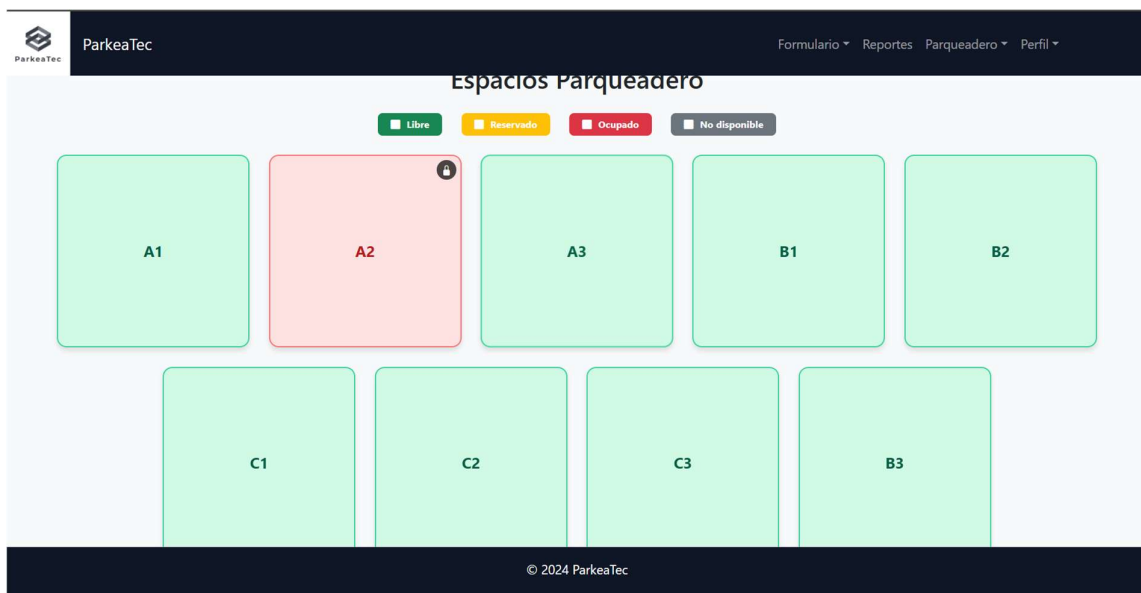 ParkeaTec
ParkeaTec
Formulario Reportes Parqueadero Perfil
Espacios Parqueadero
Libre Reservado Ocupado No disponible
A1 A2 A3 B1 B2
C1 C2 C3 B3
© 2024 ParkeaTec